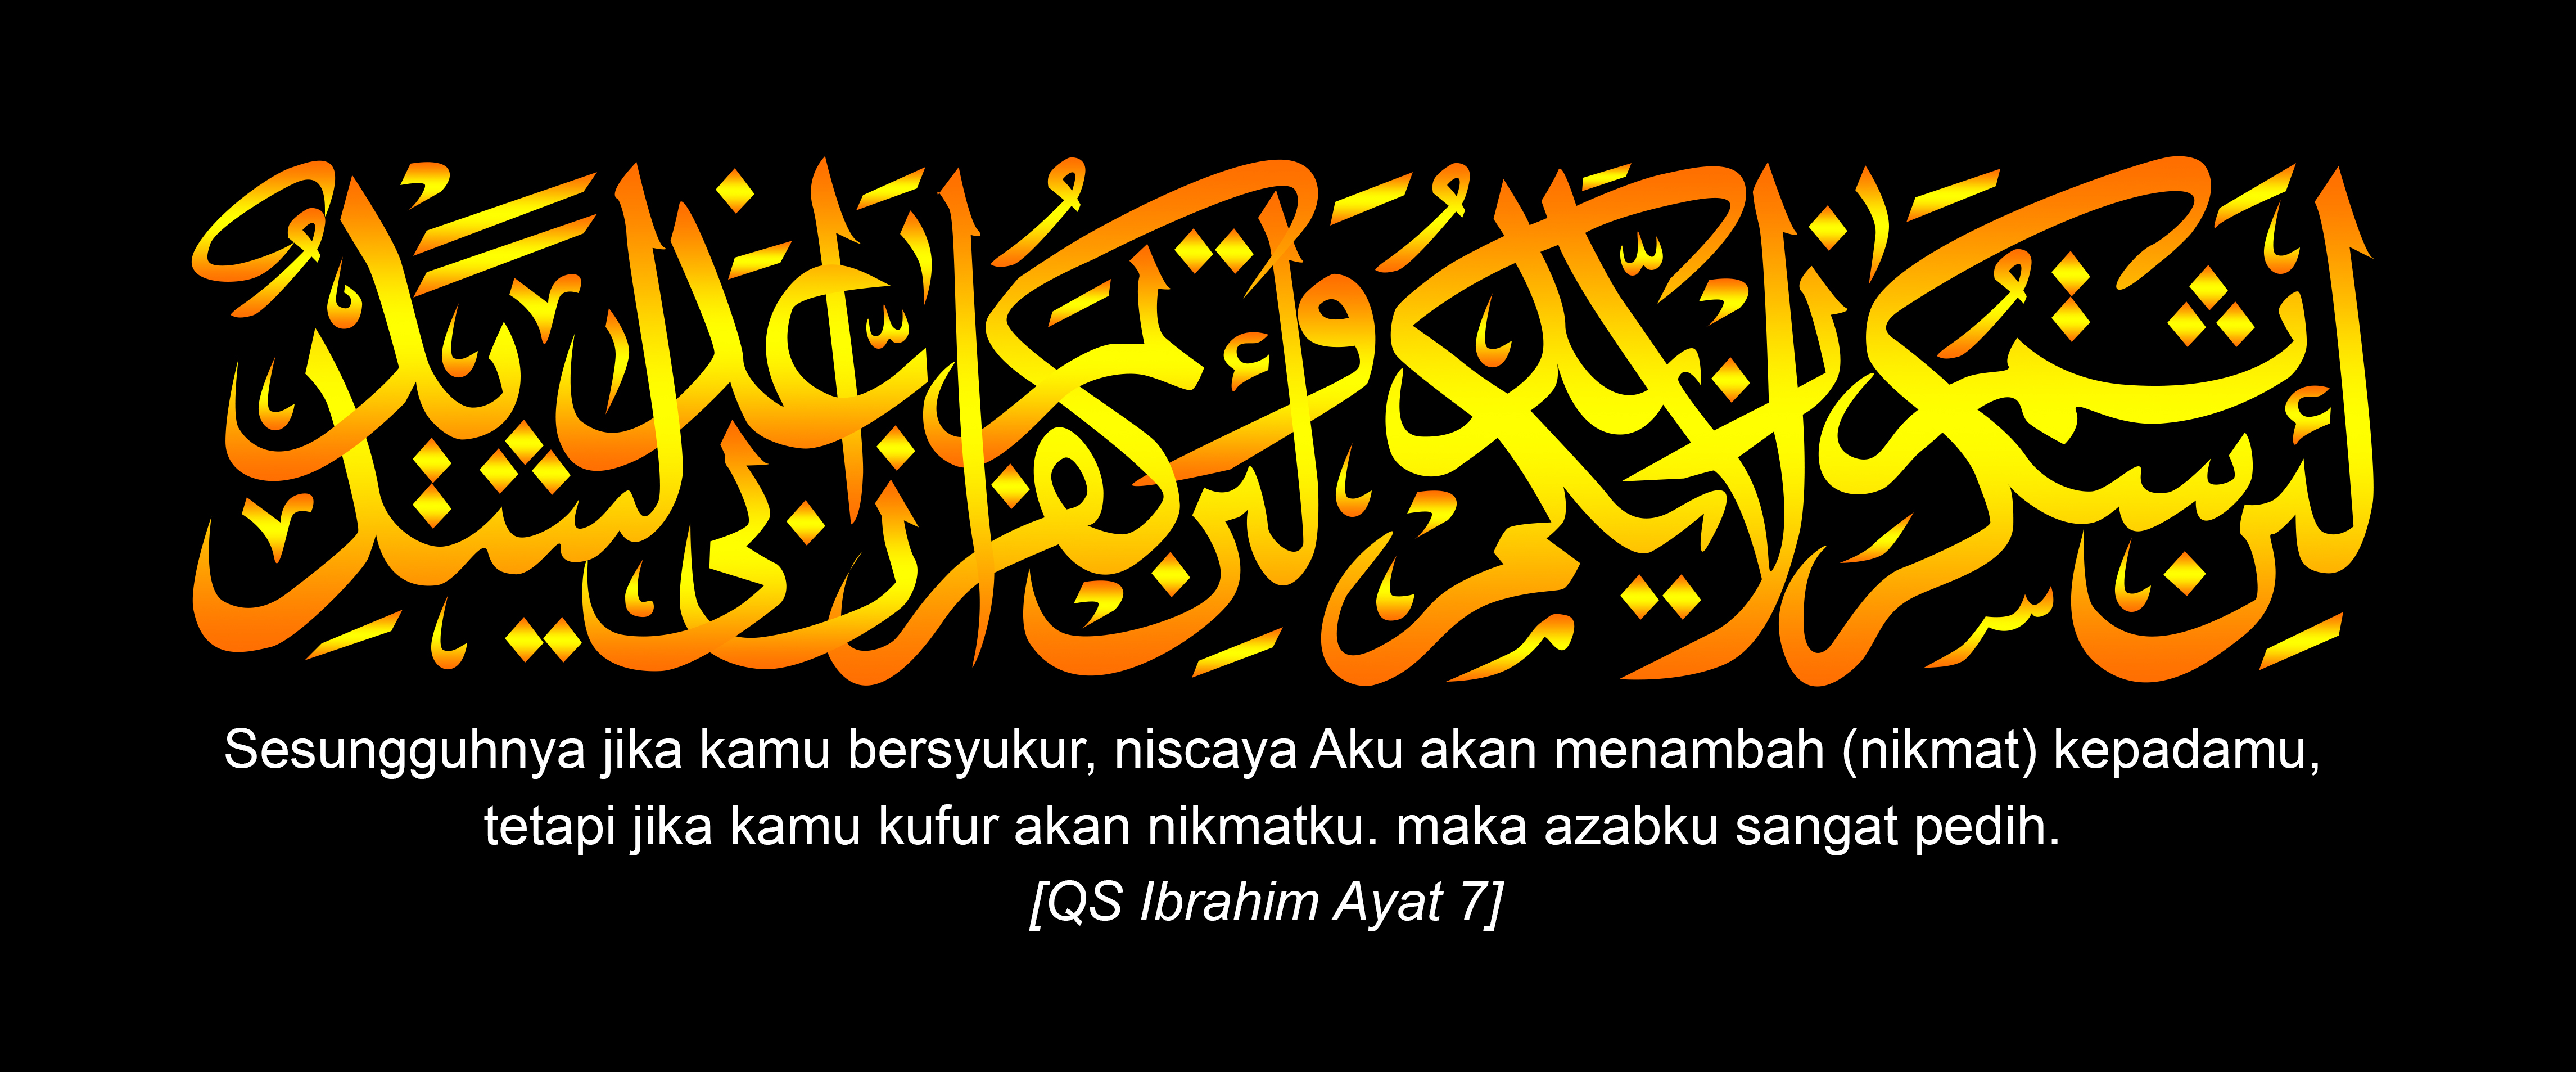 لَئِنْ شَكَرْتُمْ لَأَزِيدَنَّكُمْ وَلَئِنْ كَفَرْتُمْ إِنَّ عَذَابِي لَشَدِيدٌ
Sesungguhnya jika kamu bersyukur, niscaya Aku akan menambah (nikmat) kepadamu,
tetapi jika kamu kufur akan nikmatku. maka azabku sangat pedih.
[QS Ibrahim Ayat 7]